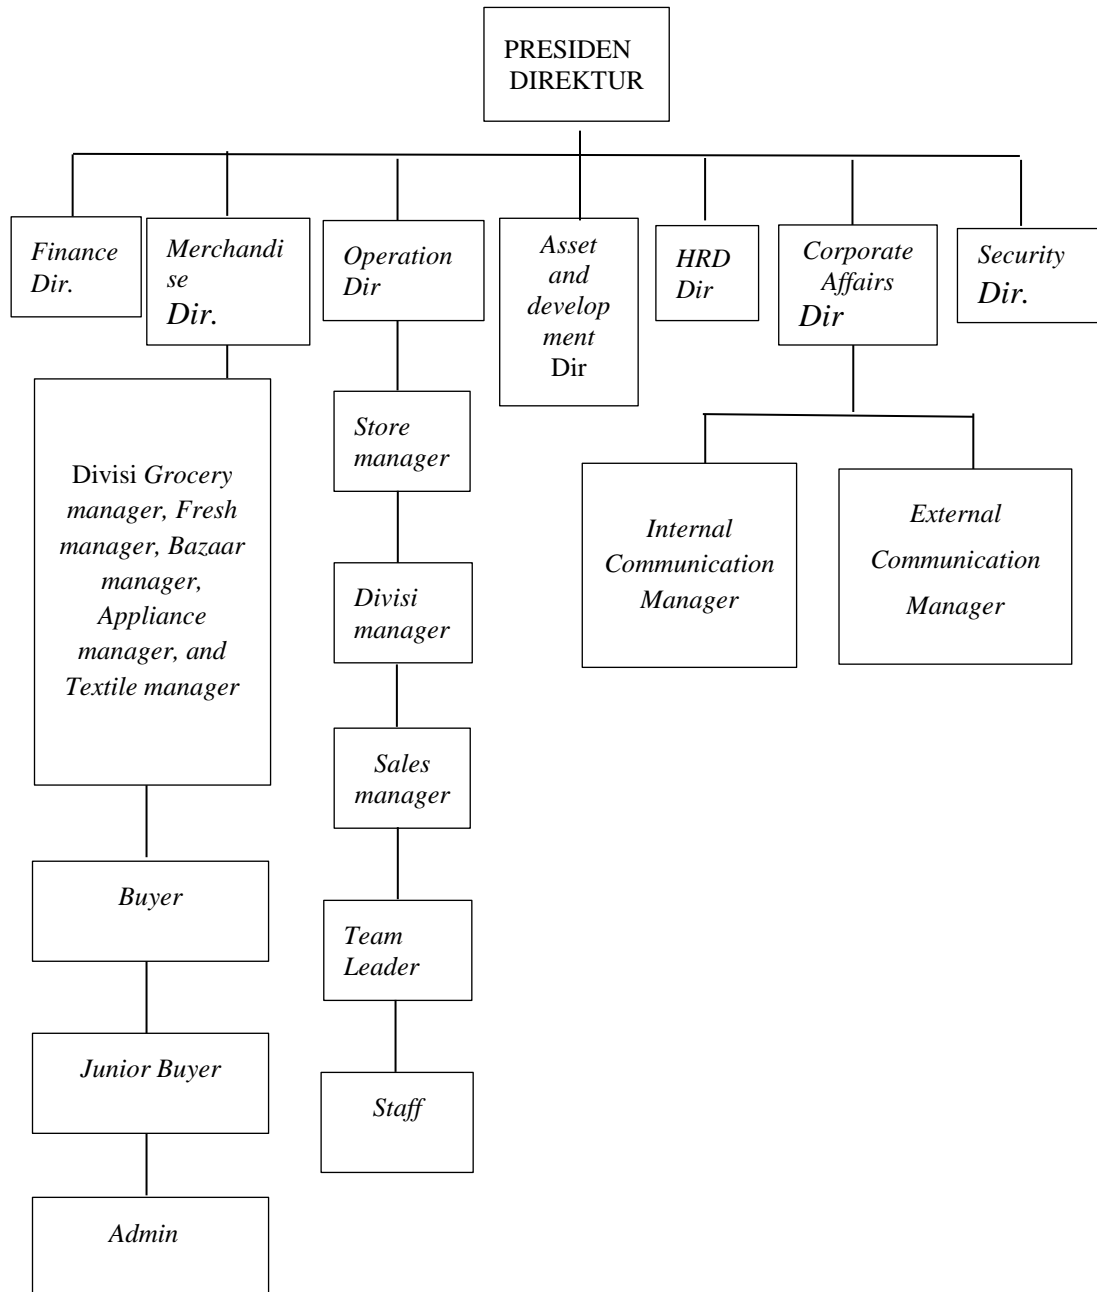 PRESIDEN
DIREKTUR
Finance
Dir.
Merchandi
se
Dir.
Operation
Dir
Asset
and
develop
ment
Dir
HRD
Dir
Corporate
Affairs
Dir
Security
Dir.
Divisi Grocery
manager, Fresh
manager, Bazaar
manager,
Appliance
manager, and
Textile manager
Store
manager
Internal
Communication
Manager
External
Communication
Manager
Divisi
manager
Sales
manager
Buyer
Team
Leader
Junior Buyer
Staff
Admin